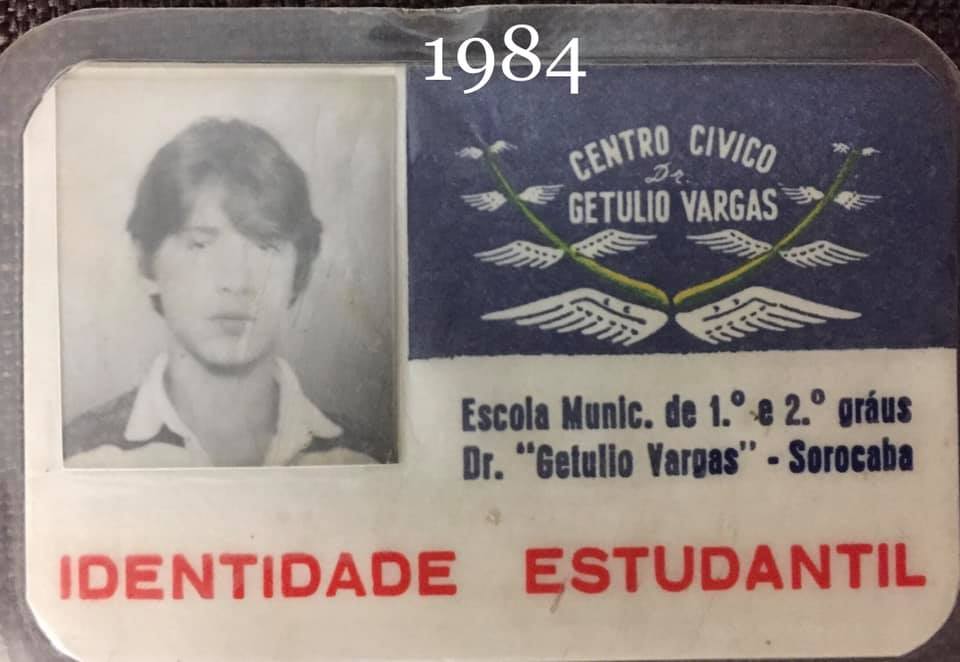 1984
CENTRO CIVICO
Dr.
GETULIO VARGAS
Escola Munic. de 1.º e 2.º gráus
Dr. "Getulio Vargas" - Sorocaba
IDENTIDADE ESTUDANTIL